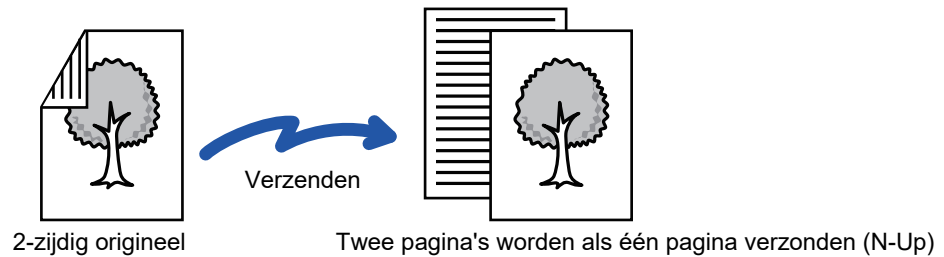 Verzenden
2-zijdig origineel
Twee pagina's worden als één pagina verzonden (N-Up)